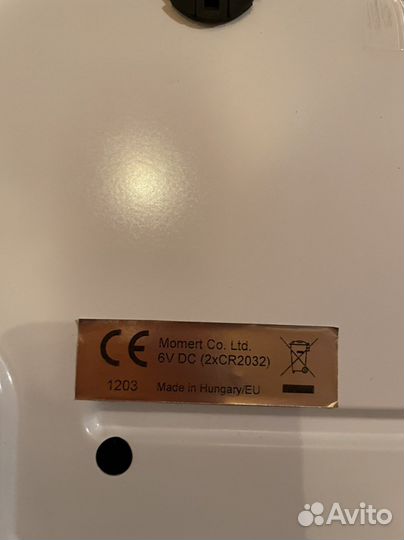 CE
Momert Co. Ltd.
6V DC (2xCR2032)
1203
Made in Hungary/EU
Avito